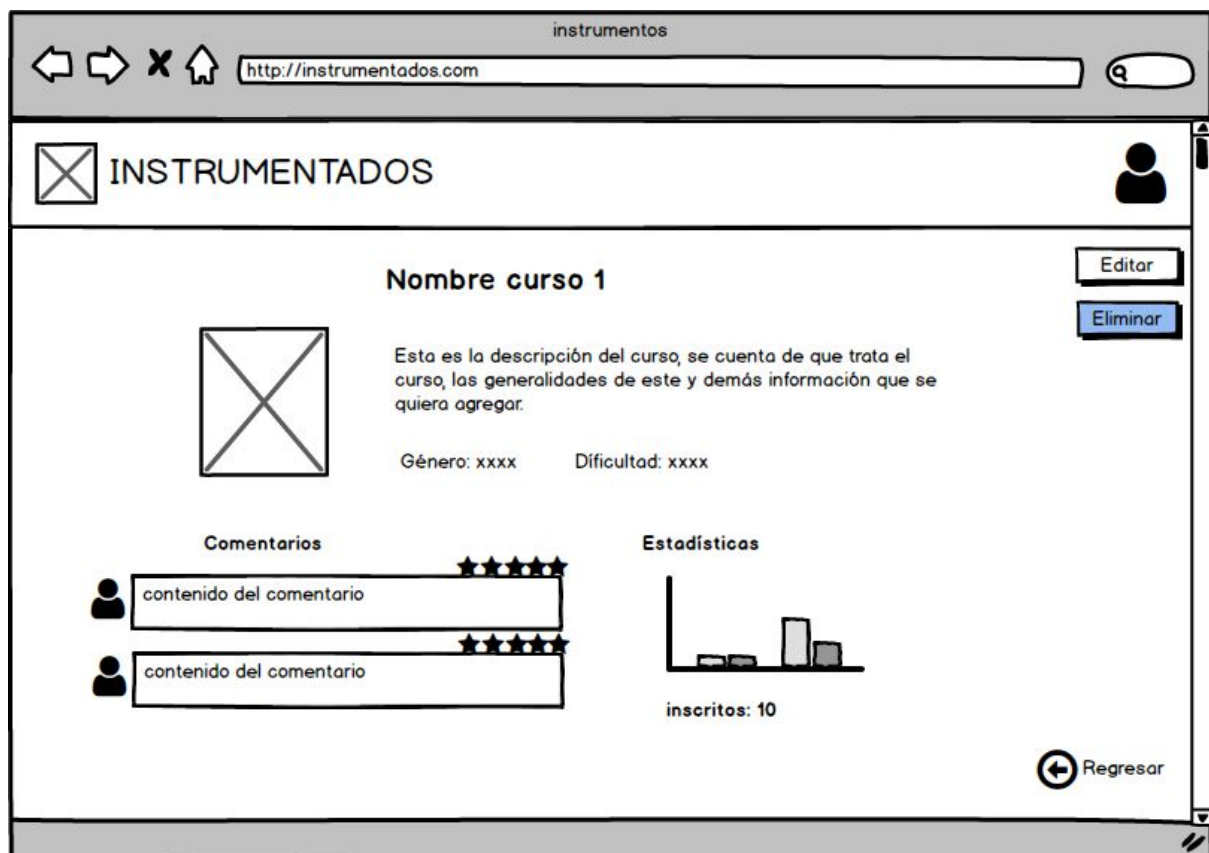 instrumentos
http://instrumentados.com
INSTRUMENTADOS
Nombre curso 1
Editar
Eliminar
Esta es la descripción del curso, se cuenta de que trata el
curso, las generalidades de este y demás información que se
quiera agregar.
Género: xxxx Díficultad: xxxx
Comentarios
contenido del comentario
contenido del comentario
Estadísticas
inscritos: 10
Regresar